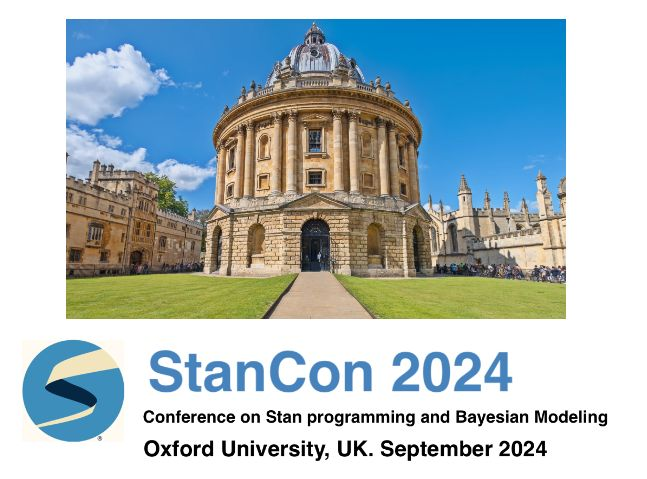 StanCon 2024
Conference on Stan programming and Bayesian Modeling
®
Oxford University, UK. September 2024